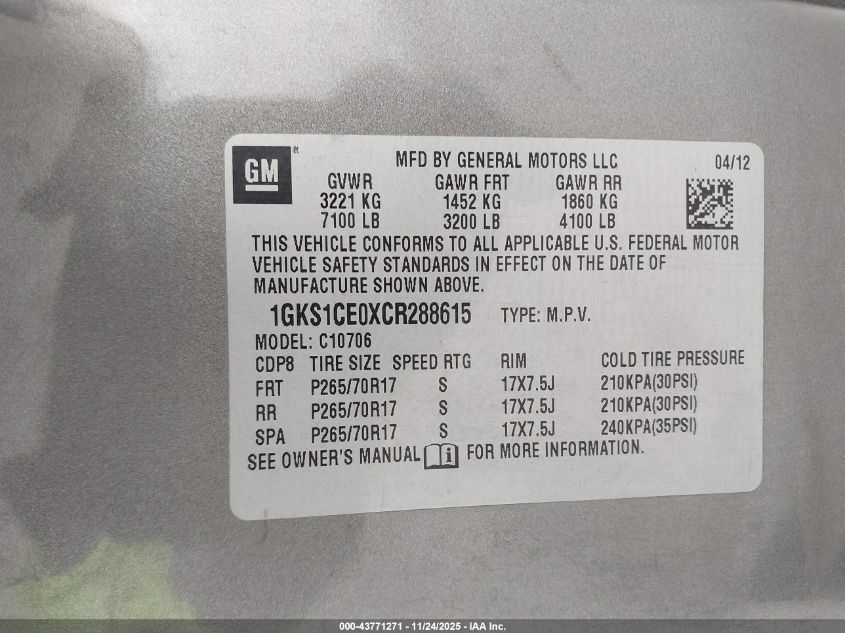 GM®
MFD BY GENERAL MOTORS LLC 04/12
GVWR GAWR FRT GAWR RR
3221 KG 1452 KG 1860 KG
7100 LB 3200 LB 4100 LB
THIS VEHICLE CONFORMS TO ALL APPLICABLE U.S. FEDERAL MOTOR
VEHICLE SAFETY STANDARDS IN EFFECT ON THE DATE OF
MANUFACTURE SHOWN ABOVE.
1GKS1CE0XCR288615 TYPE: M.P.V.
MODEL: C10706
CDP8 TIRE SIZE SPEED RTG RIM COLD TIRE PRESSURE
FRT P265/70R17 S 17X7.5J 210KPA(30PSI)
RR P265/70R17 S 17X7.5J 210KPA(30PSI)
SPA P265/70R17 S 17X7.5J 240KPA(35PSI)
SEE OWNER'S MANUAL i FOR MORE INFORMATION.
000-43771271 - 11/24/2025 - IAA Inc.